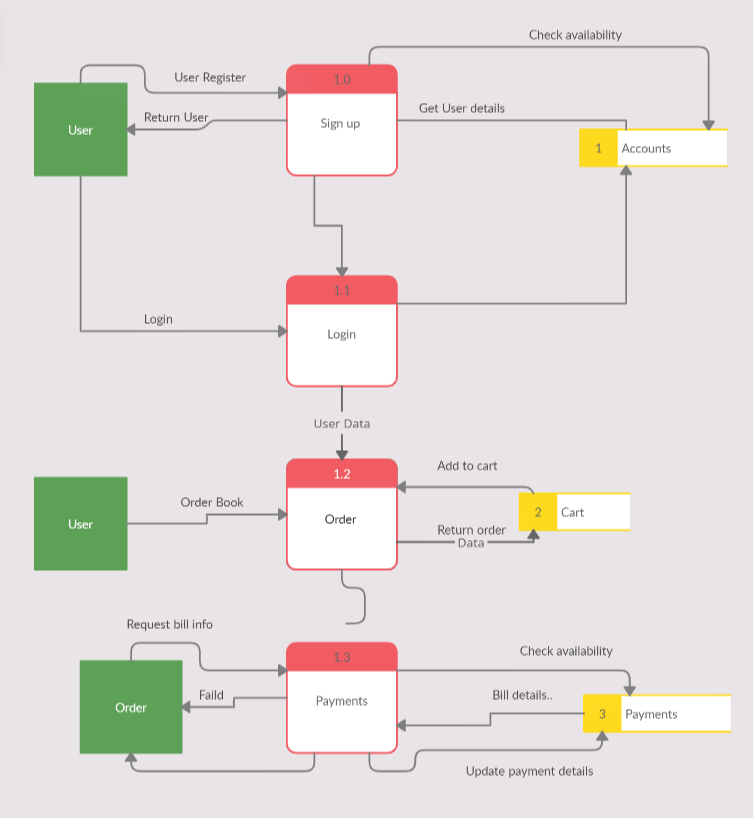 Check availability
User Register
1.0
Return User
Get User details
User
Sign up
1
Accounts
1.1
Login
Login
User Data
1.2
Add to cart
Order Book
2
Cart
User
Order
Return order
Data
Request bill info
1.3
Check availability
Faild
Bill details..
Order
Payments
3
Payments
Update payment details